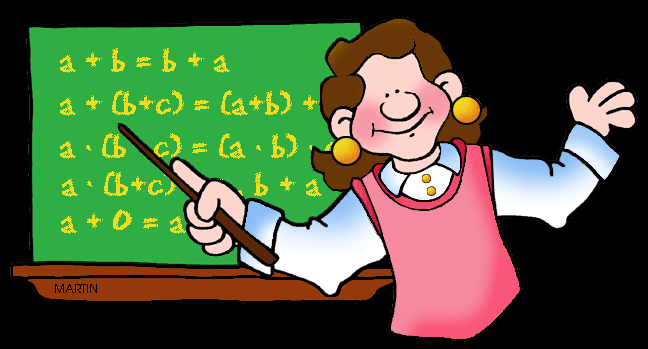 a + b = b + a
a + (b+c) = (a+b) +
a · (b c) = (a · b) ·
a · (b+c) b + a
a + 0 = a
MARTIN